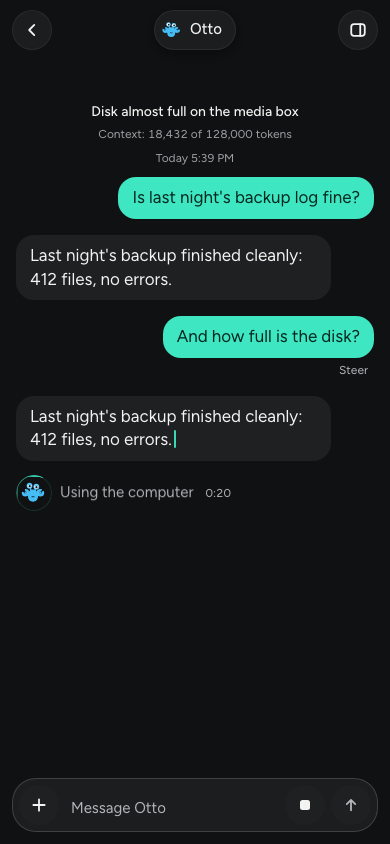 Otto
Disk almost full on the media box
Context: 18,432 of 128,000 tokens
Today 5:39 PM
Is last night's backup log fine?
Last night's backup finished cleanly:
412 files, no errors.
And how full is the disk?
Steer
Last night's backup finished cleanly:
412 files, no errors.
Using the computer 0:20
Message Otto